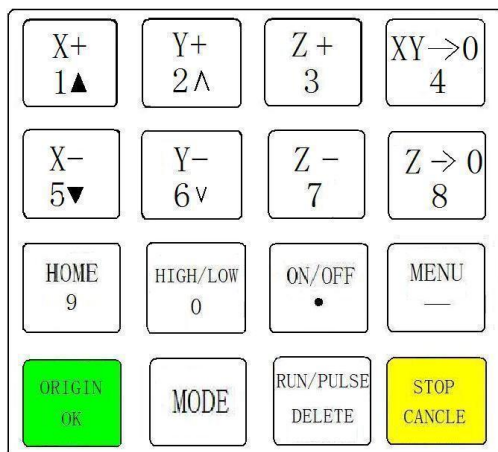 X+ Y+ Z+ XY→0
1▲ 2∧ 3 4
X− Y− Z− Z→0
5▼ 6∨ 7 8
HOME HIGH/LOW ON/OFF MENU
9 0 • —
ORIGIN MODE RUN/PULSE STOP
OK DELETE CANCLE